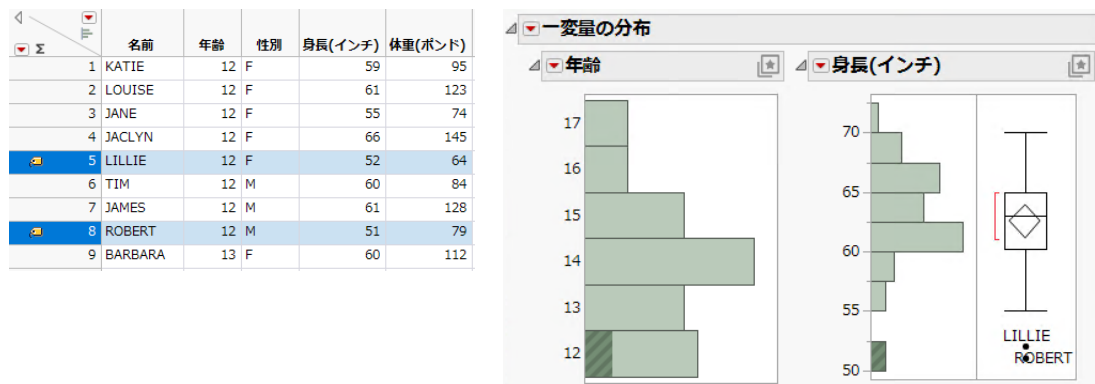 Σ 名前 年齢 性別 身長(インチ) 体重(ポンド)
1 KATIE 12 F 59 95
2 LOUISE 12 F 61 123
3 JANE 12 F 55 74
4 JACLYN 12 F 66 145
5 LILLIE 12 F 52 64
6 TIM 12 M 60 84
7 JAMES 12 M 61 128
8 ROBERT 12 M 51 79
9 BARBARA 13 F 60 112
一変量の分布
年齢
17
16
15
14
13
12
身長(インチ)
70
65
60
55
50
LILLIE
ROBERT